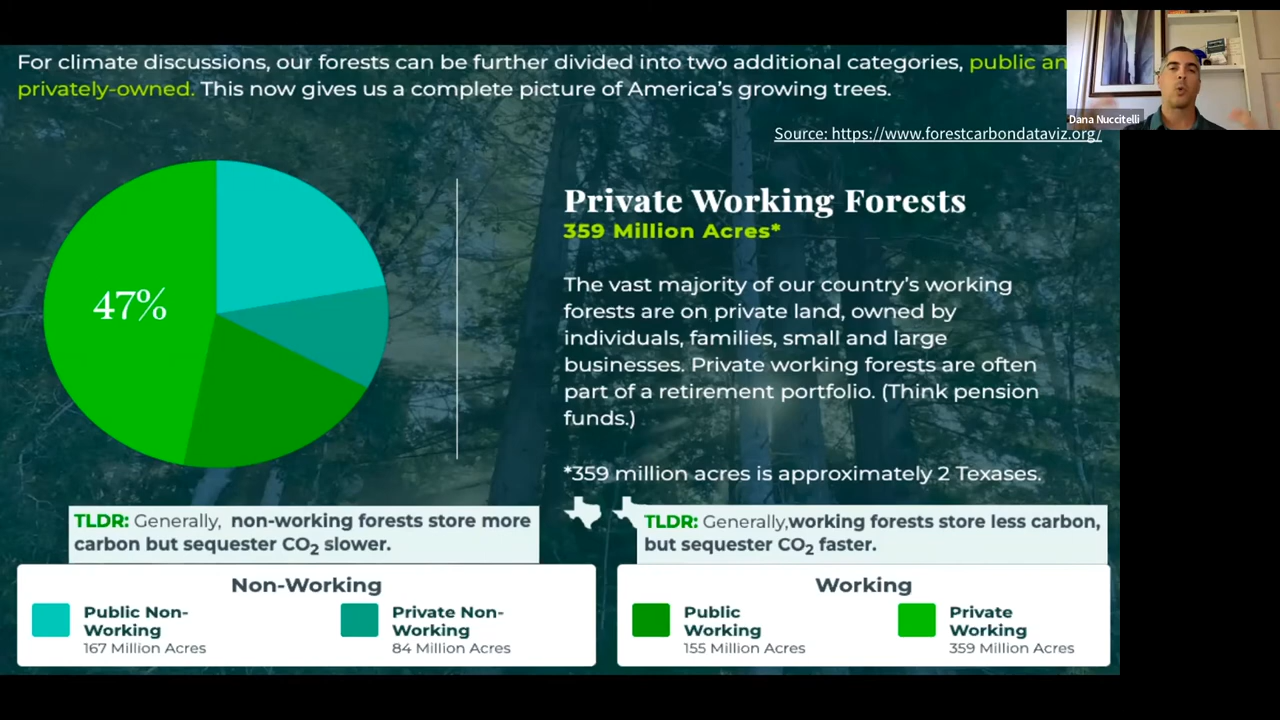 For climate discussions, our forests can be further divided into two additional categories, public an
privately-owned. This now gives us a complete picture of America's growing trees.
Dana Nuccitelli
Source: https://www.forestcarbondataviz.org/
47%
Private Working Forests
359 Million Acres*
The vast majority of our country's working
forests are on private land, owned by
individuals, families, small and large
businesses. Private working forests are often
part of a retirement portfolio. (Think pension
funds.)
*359 million acres is approximately 2 Texases.
TLDR: Generally, non-working forests store more
carbon but sequester CO2 slower.
TLDR: Generally,working forests store less carbon,
but sequester CO2 faster.
Non-Working
Public Non-
Working
167 Million Acres
Private Non-
Working
84 Million Acres
Working
Public
Working
155 Million Acres
Private
Working
359 Million Acres